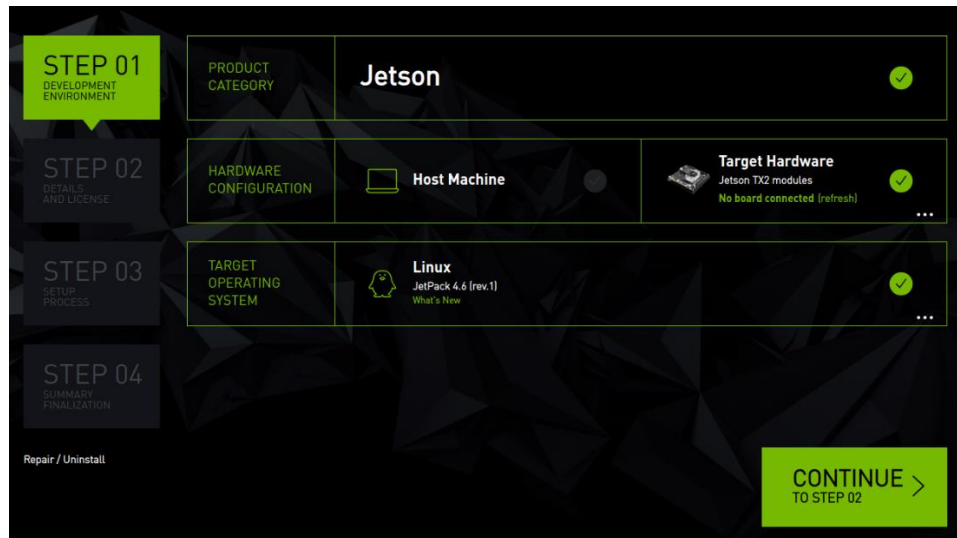 STEP 01
DEVELOPMENT
ENVIRONMENT
PRODUCT
CATEGORY
Jetson
STEP 02
DETAILS
AND LICENSE
HARDWARE
CONFIGURATION
Host Machine
Target Hardware
Jetson TX2 modules
No board connected (refresh)
...
STEP 03
SETUP
PROCESS
TARGET
OPERATING
SYSTEM
Linux
JetPack 4.6 (rev.1)
What's New
...
STEP 04
SUMMARY
FINALIZATION
Repair / Uninstall
CONTINUE >
TO STEP 02